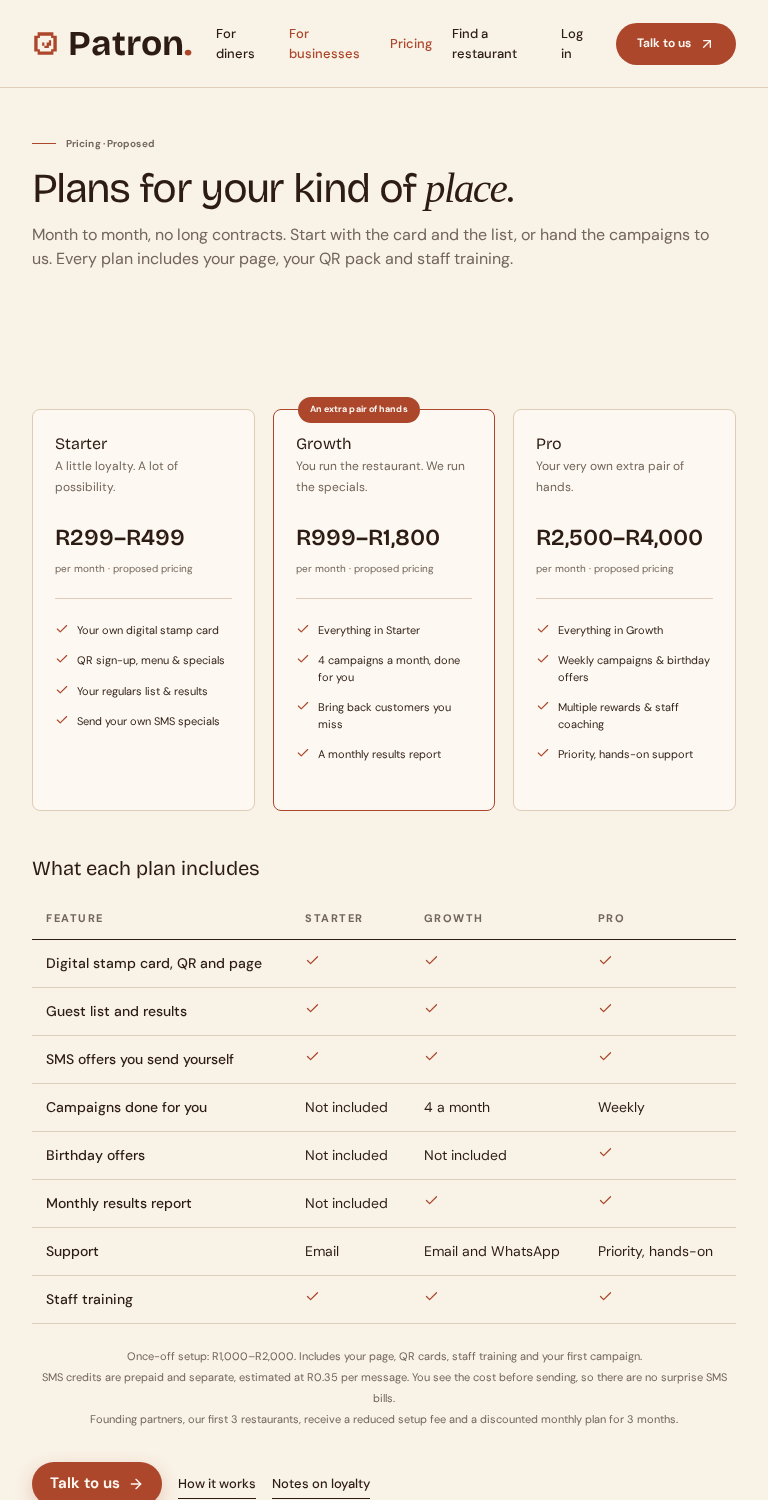 Patron.
For diners
For businesses
Pricing
Find a restaurant
Log in
Talk to us
Pricing · Proposed
Plans for your kind of place.
Month to month, no long contracts. Start with the card and the list, or hand the campaigns to
us. Every plan includes your page, your QR pack and staff training.
Starter
A little loyalty. A lot of
possibility.
R299–R499
per month · proposed pricing
Your own digital stamp card
QR sign-up, menu & specials
Your regulars list & results
Send your own SMS specials
An extra pair of hands
Growth
You run the restaurant. We run
the specials.
R999–R1,800
per month · proposed pricing
Everything in Starter
4 campaigns a month, done
for you
Bring back customers you
miss
A monthly results report
Pro
Your very own extra pair of
hands.
R2,500–R4,000
per month · proposed pricing
Everything in Growth
Weekly campaigns & birthday
offers
Multiple rewards & staff
coaching
Priority, hands-on support
What each plan includes
FEATURE STARTER GROWTH PRO
Digital stamp card, QR and page
Guest list and results
SMS offers you send yourself
Campaigns done for you Not included 4 a month Weekly
Birthday offers Not included Not included
Monthly results report Not included
Support Email Email and WhatsApp Priority, hands-on
Staff training
Once-off setup: R1,000–R2,000. Includes your page, QR cards, staff training and your first campaign.
SMS credits are prepaid and separate, estimated at R0.35 per message. You see the cost before sending, so there are no surprise SMS
bills.
Founding partners, our first 3 restaurants, receive a reduced setup fee and a discounted monthly plan for 3 months.
Talk to us
How it works
Notes on loyalty